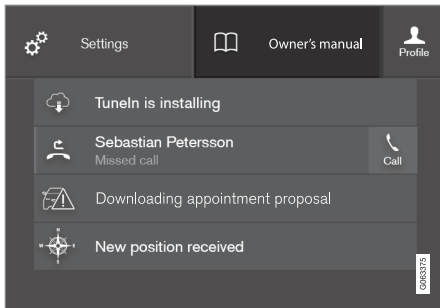 Settings
Owner's manual
Profile
TuneIn is installing
Sebastian Petersson
Missed call
Call
Downloading appointment proposal
New position received
G063375